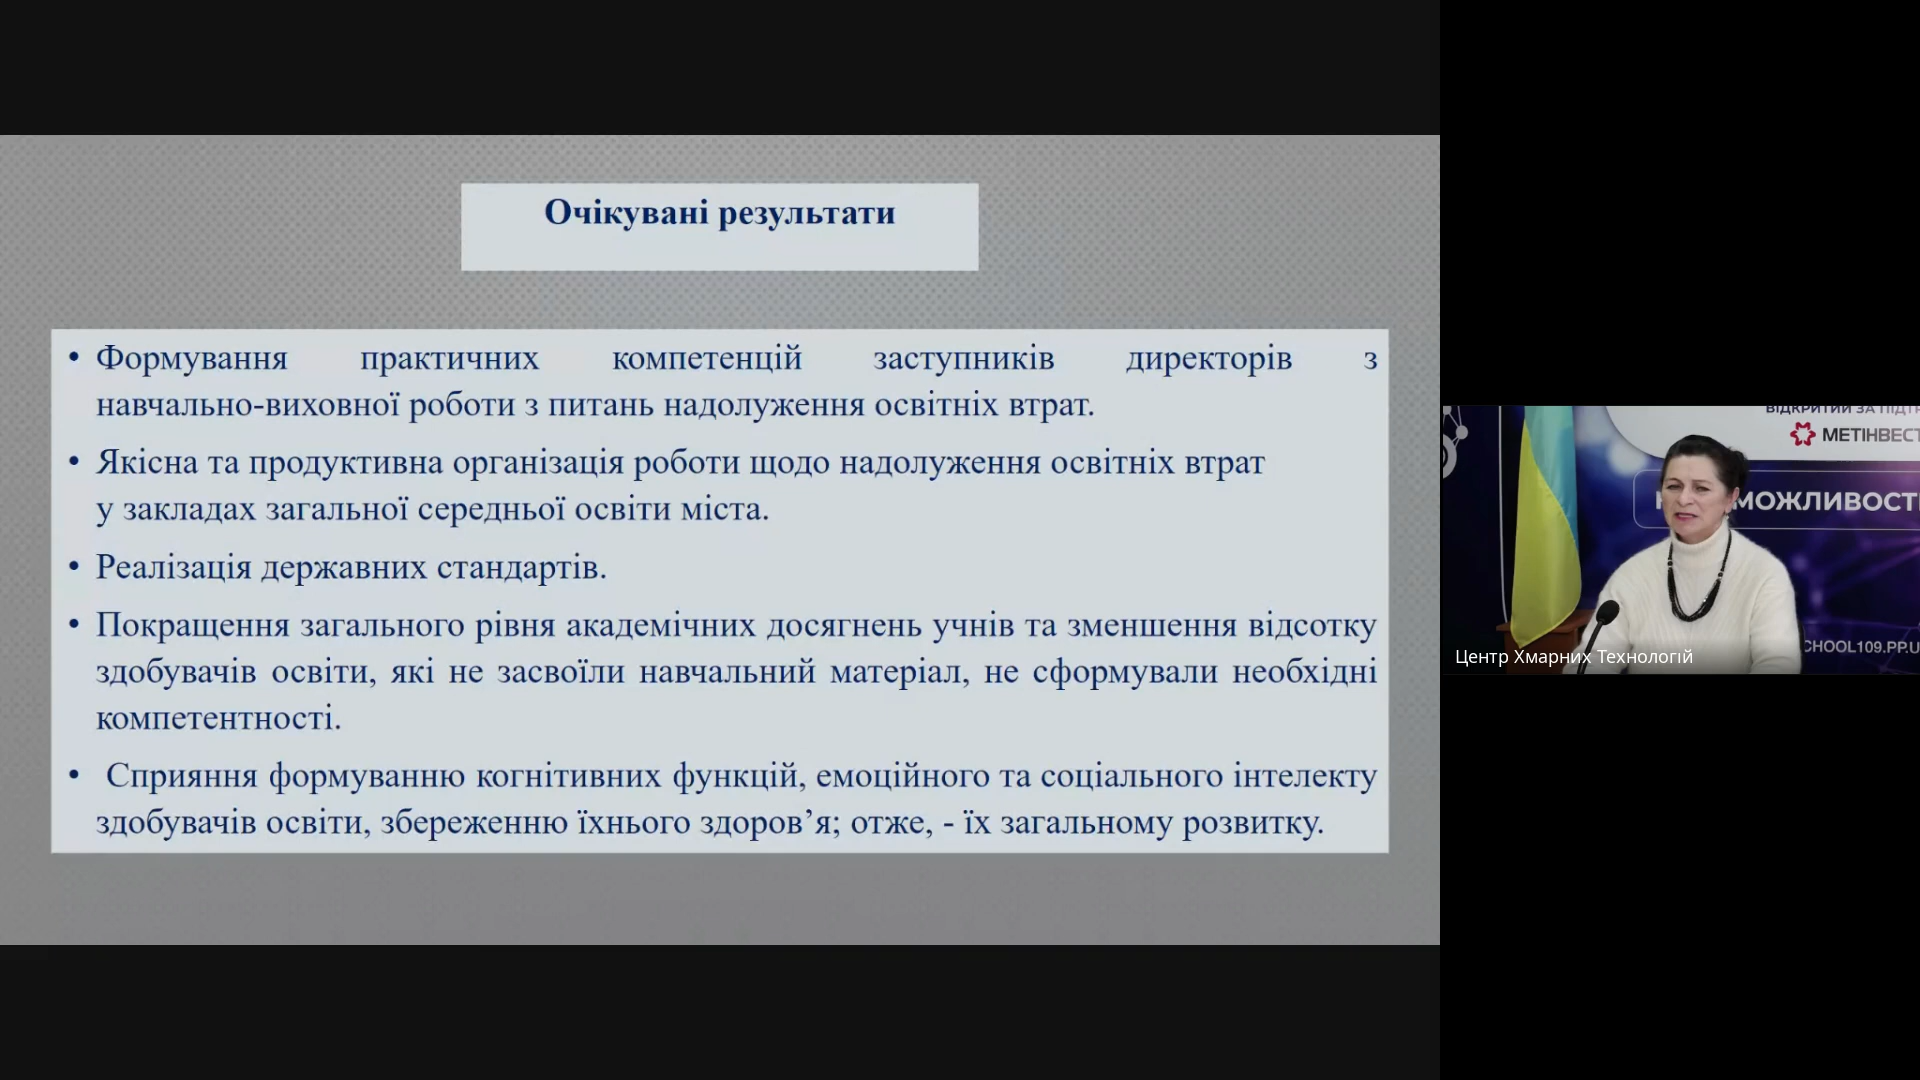 Очікувані результати
• Формування практичних компетенцій заступників директорів з
навчально-виховної роботи з питань надолуження освітніх втрат.
• Якісна та продуктивна організація роботи щодо надолуження освітніх втрат
у закладах загальної середньої освіти міста.
• Реалізація державних стандартів.
• Покращення загального рівня академічних досягнень учнів та зменшення відсотку
здобувачів освіти, які не засвоїли навчальний матеріал, не сформували необхідні
компетентності.
• Сприяння формуванню когнітивних функцій, емоційного та соціального інтелекту
здобувачів освіти, збереженню їхнього здоров’я; отже, - їх загальному розвитку.
ВІДКРИТИЙ ЗА
МЕТІНВЕСТ
МОЖЛИВОСТ
CHOOL109.PP.U
Центр Хмарних Технологій